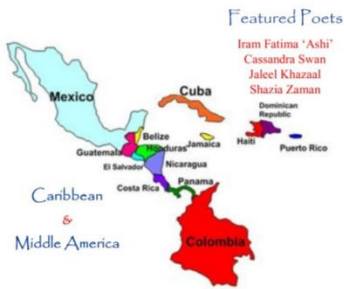 Featured Poets
Iram Fatima ‘Ashi’
Cassandra Swan
Jaleel Khazaal
Shazia Zaman
Mexico
Cuba
Dominican
Republic
Belize
Jamaica
Haiti
Puerto Rico
Guatemala
Honduras
El Salvador
Nicaragua
Costa Rica
Panama
Colombia
Caribbean
&
Middle America